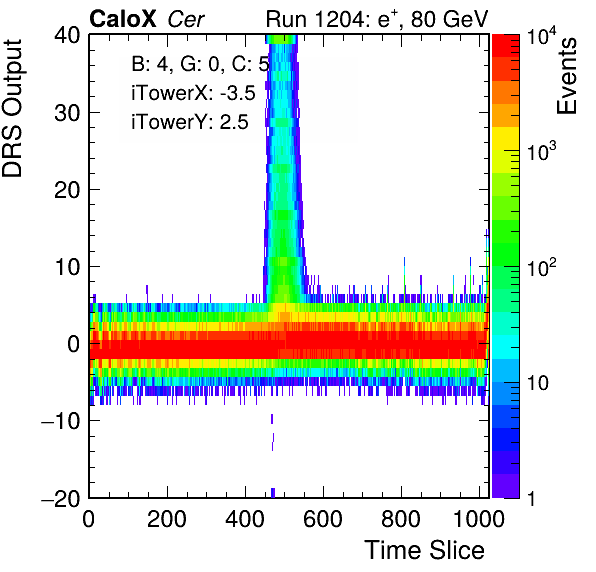 CaloX Cer Run 1204: e+, 80 GeV
B: 4, G: 0, C: 5
iTowerX: -3.5
iTowerY: 2.5
DRS Output
40
30
20
10
0
−10
−20
0 200 400 600 800 1000
Time Slice
Events
10^4
10^3
10^2
10
1